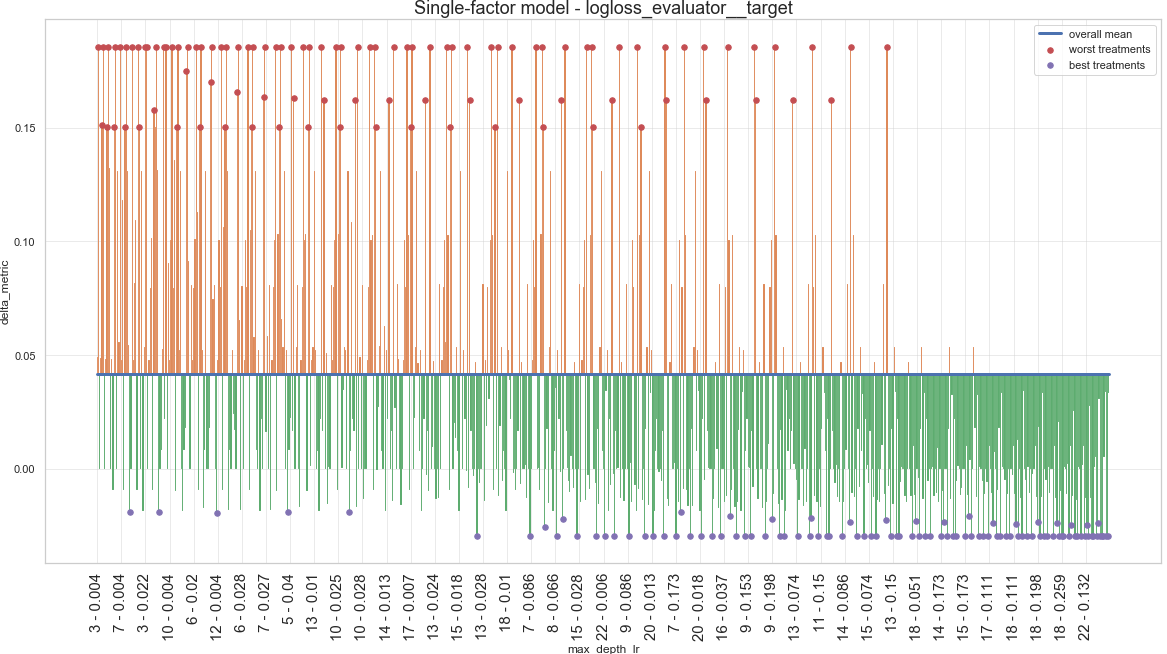 Single-factor model - logloss_evaluator__target
overall mean
worst treatments
best treatments
delta_metric
0.15
0.10
0.05
0.00
3 - 0.004
7 - 0.004
3 - 0.022
10 - 0.004
6 - 0.02
12 - 0.004
6 - 0.028
7 - 0.027
5 - 0.04
13 - 0.01
10 - 0.025
10 - 0.028
14 - 0.013
17 - 0.007
13 - 0.024
15 - 0.018
13 - 0.028
18 - 0.01
7 - 0.086
8 - 0.066
15 - 0.028
22 - 0.006
9 - 0.086
20 - 0.013
7 - 0.173
20 - 0.018
16 - 0.037
9 - 0.153
9 - 0.198
13 - 0.074
11 - 0.15
14 - 0.086
15 - 0.074
13 - 0.15
18 - 0.051
14 - 0.173
15 - 0.173
17 - 0.111
18 - 0.111
18 - 0.198
18 - 0.259
22 - 0.132
max_depth_lr